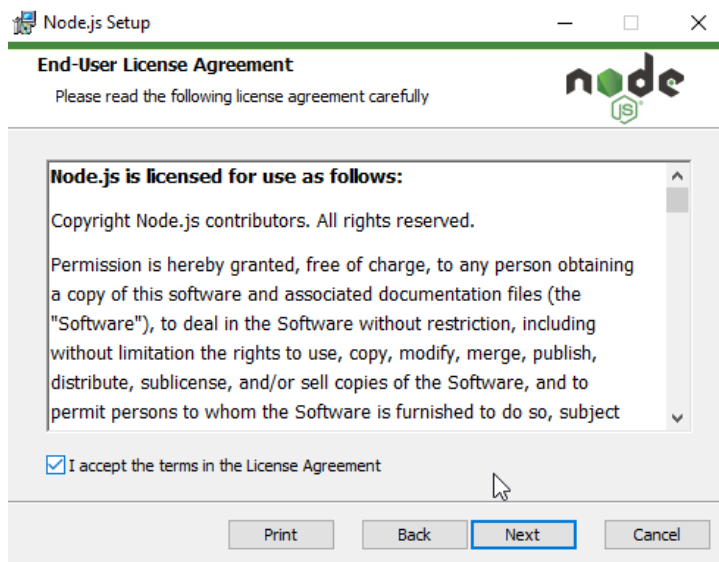 Node.js Setup
End-User License Agreement
Please read the following license agreement carefully
node
JS
Node.js is licensed for use as follows:
Copyright Node.js contributors. All rights reserved.
Permission is hereby granted, free of charge, to any person obtaining
a copy of this software and associated documentation files (the
"Software"), to deal in the Software without restriction, including
without limitation the rights to use, copy, modify, merge, publish,
distribute, sublicense, and/or sell copies of the Software, and to
permit persons to whom the Software is furnished to do so, subject
I accept the terms in the License Agreement
Print Back Next Cancel